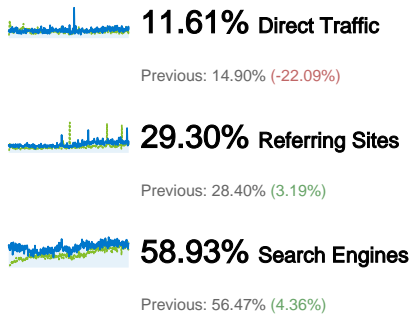 11.61% Direct Traffic
Previous: 14.90% (-22.09%)
29.30% Referring Sites
Previous: 28.40% (3.19%)
58.93% Search Engines
Previous: 56.47% (4.36%)